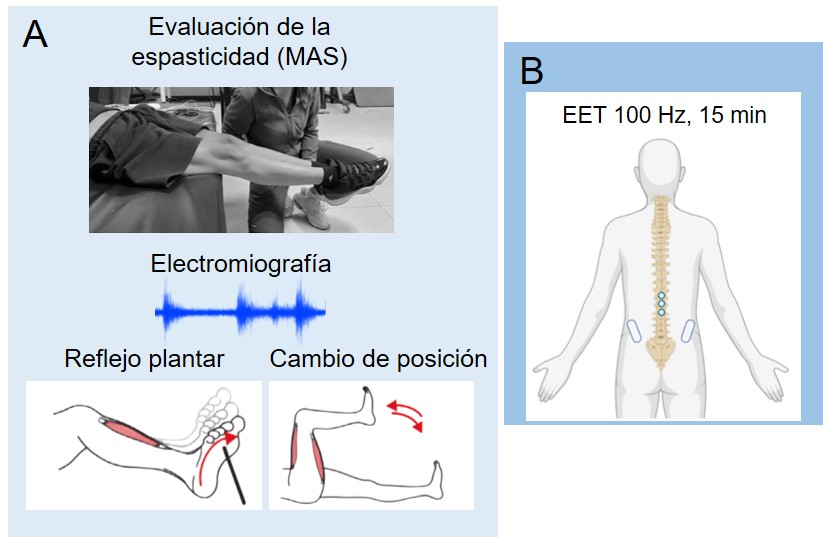 A
Evaluación de la
espasticidad (MAS)
Electromiografía
Reflejo plantar
Cambio de posición
B
EET 100 Hz, 15 min